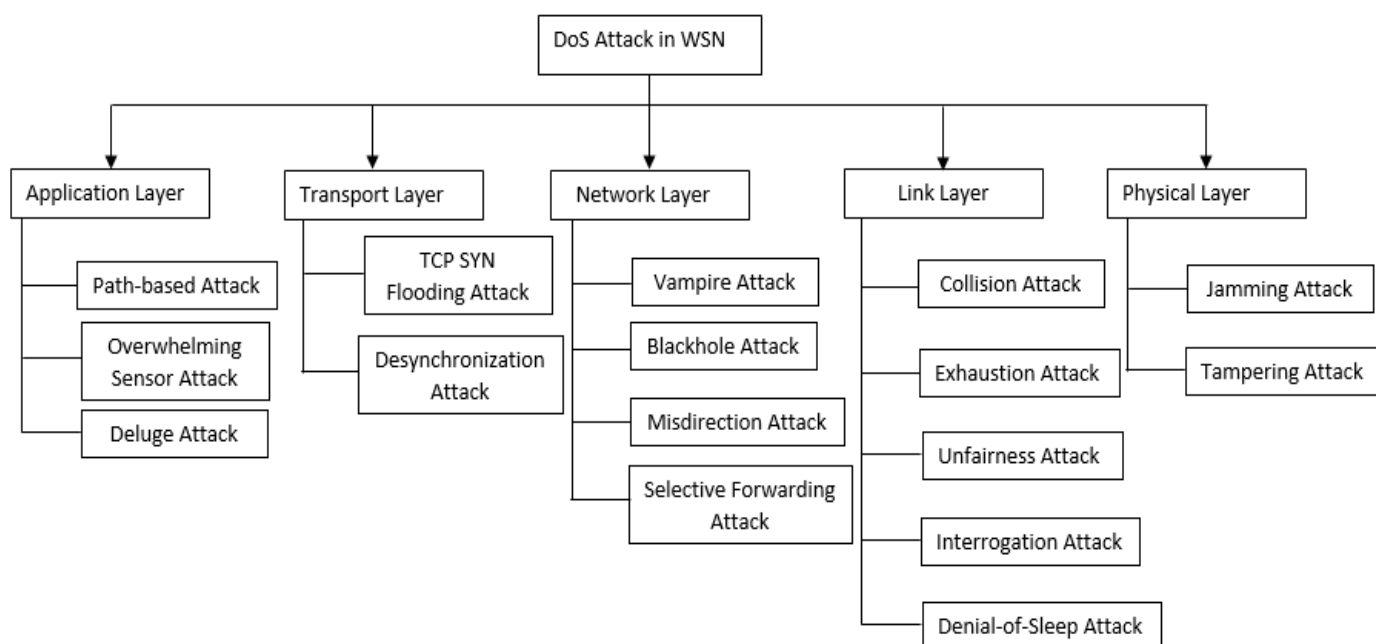 DoS Attack in WSN
Application Layer
Transport Layer
Network Layer
Link Layer
Physical Layer
Path-based Attack
Overwhelming
Sensor Attack
Deluge Attack
TCP SYN
Flooding Attack
Desynchronization
Attack
Vampire Attack
Blackhole Attack
Misdirection Attack
Selective Forwarding
Attack
Collision Attack
Exhaustion Attack
Unfairness Attack
Interrogation Attack
Denial-of-Sleep Attack
Jamming Attack
Tampering Attack